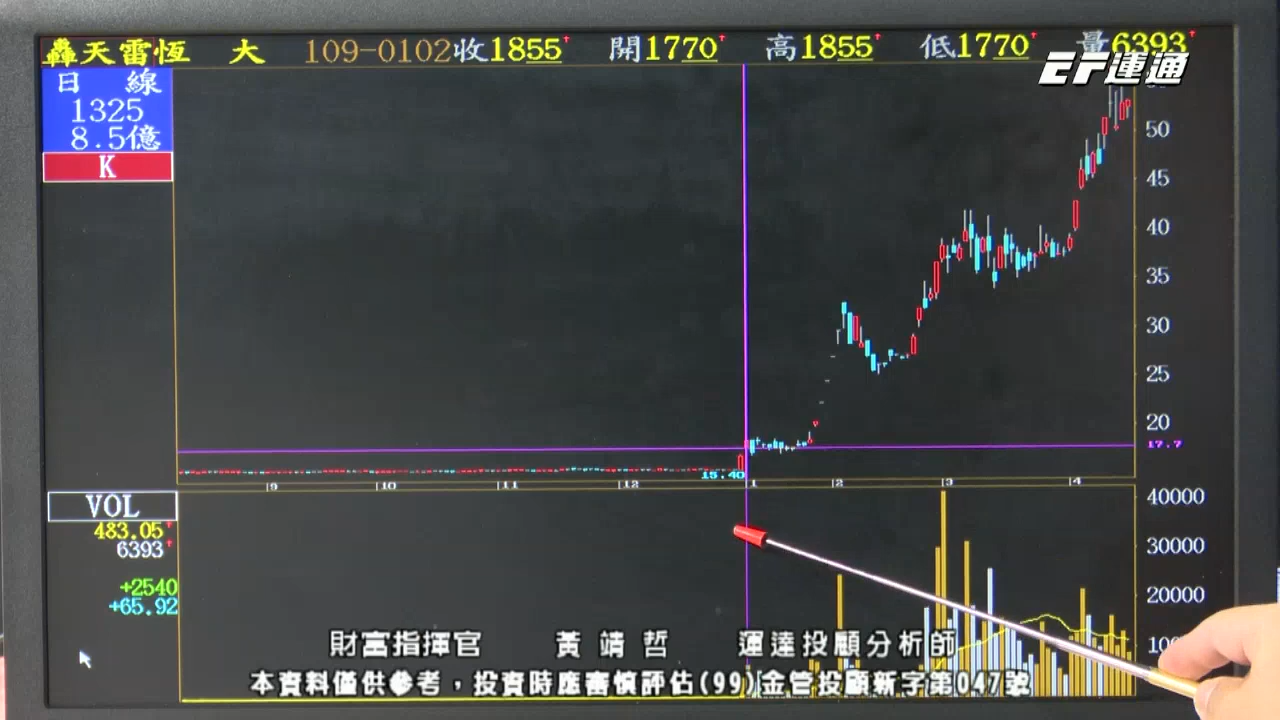 轟天雷恆 大 109-0102收1855↑ 開1770↑ 高1855↑ 低1770↑ 量6393↑
EF運通
日 線
1325
8.5億
K
50
45
40
35
30
25
20
17.7
15.40
9 10 11 12 1 2 3 4
VOL
483.05↑
6393↑
+2540
+65.92
40000
30000
20000
財富指揮官 黃靖哲 運達投顧分析師
本資料僅供參考，投資時應審慎評估(99)金管投顧新字第047號